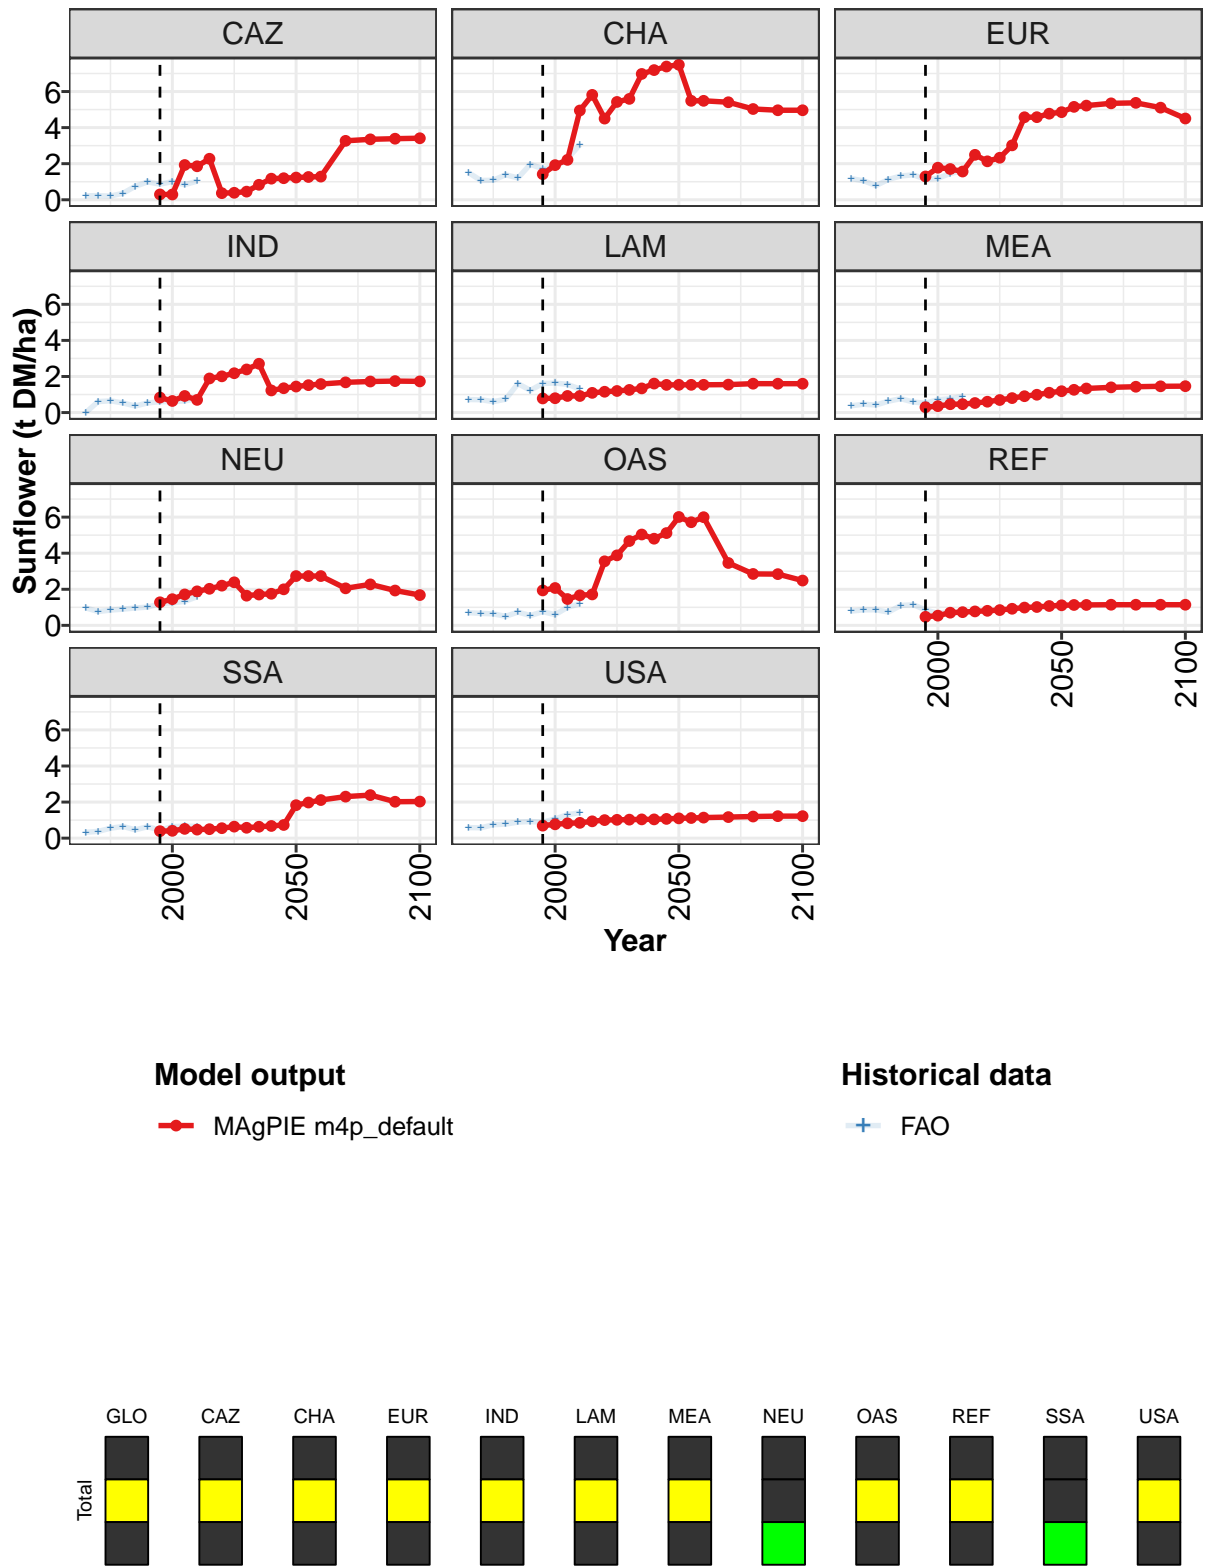 CAZ CHA EUR
6
4
2
0
IND LAM MEA
6
4
2
0
Sunflower (t DM/ha)
NEU OAS REF
6
4
2
0
2000 2050 2100
SSA USA
6
4
2
0
2000 2050 2100 2000 2050 2100
Year
Model output Historical data
MAgPIE m4p_default FAO
GLO CAZ CHA EUR IND LAM MEA NEU OAS REF SSA USA
Total